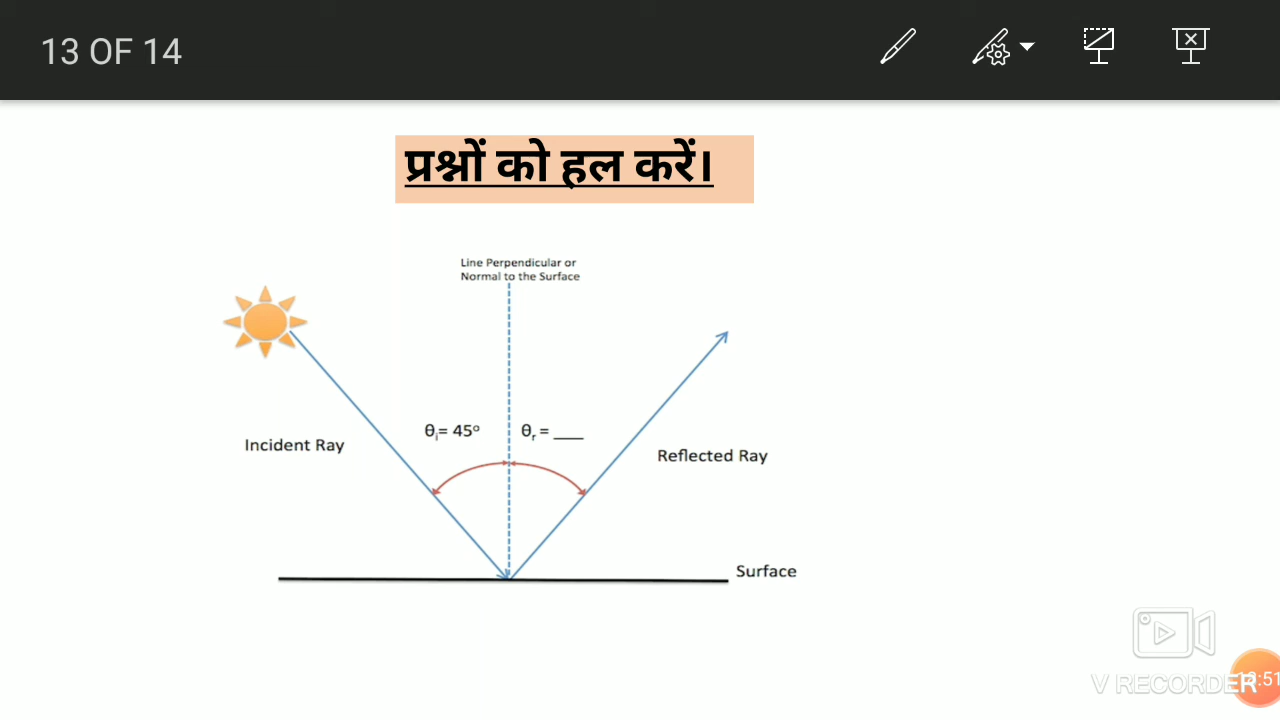 13 OF 14
प्रश्नों को हल करें।
Line Perpendicular or
Normal to the Surface
θi= 45o
θr = ___
Incident Ray
Reflected Ray
Surface
V RECORDER